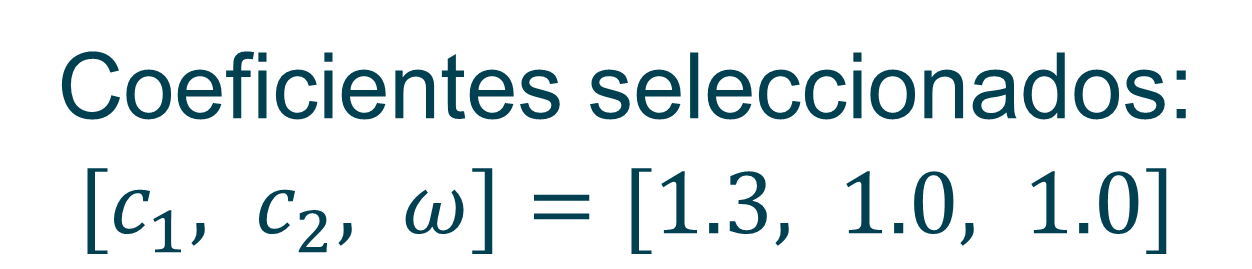 Coeficientes seleccionados:
[c₁, c₂, ω] = [1.3, 1.0, 1.0]